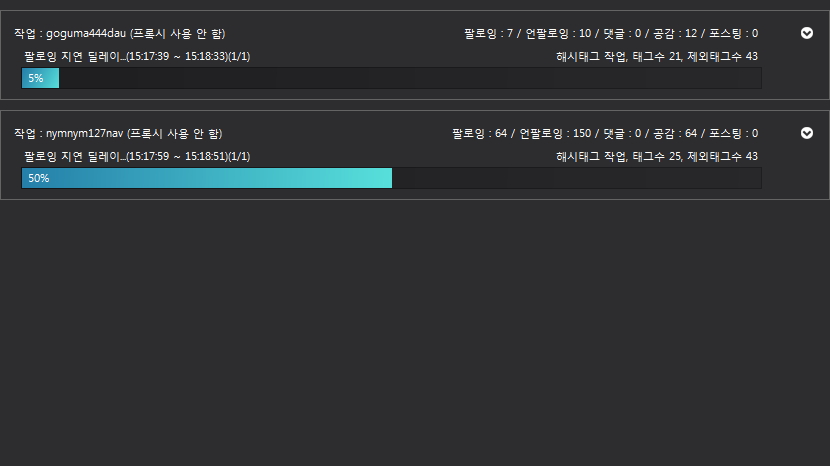 작업 : goguma444dau (프록시 사용 안 함) 팔로잉 : 7 / 언팔로잉 : 10 / 댓글 : 0 / 공감 : 12 / 포스팅 : 0
팔로잉 지연 딜레이...(15:17:39 ~ 15:18:33)(1/1) 해시태그 작업, 태그수 21, 제외태그수 43
5%
작업 : nymnym127nav (프록시 사용 안 함) 팔로잉 : 64 / 언팔로잉 : 150 / 댓글 : 0 / 공감 : 64 / 포스팅 : 0
팔로잉 지연 딜레이...(15:17:59 ~ 15:18:51)(1/1) 해시태그 작업, 태그수 25, 제외태그수 43
50%